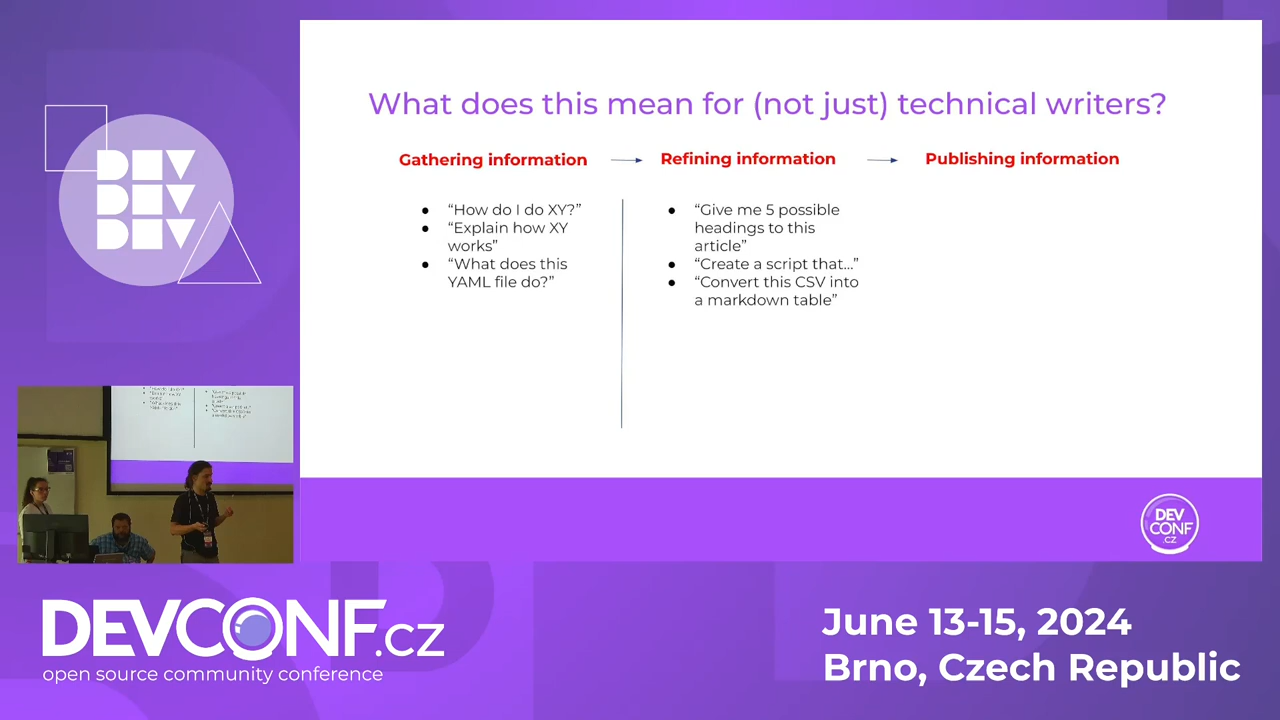 DEV
DEV
DEV
What does this mean for (not just) technical writers?
Gathering information
Refining information
Publishing information
● “How do I do XY?”
● “Explain how XY
works”
● “What does this
YAML file do?”
● “Give me 5 possible
headings to this
article”
● “Create a script that...”
● “Convert this CSV into
a markdown table”
DEV
CONF
.CZ
DEVCONF.cz
open source community conference
June 13-15, 2024
Brno, Czech Republic